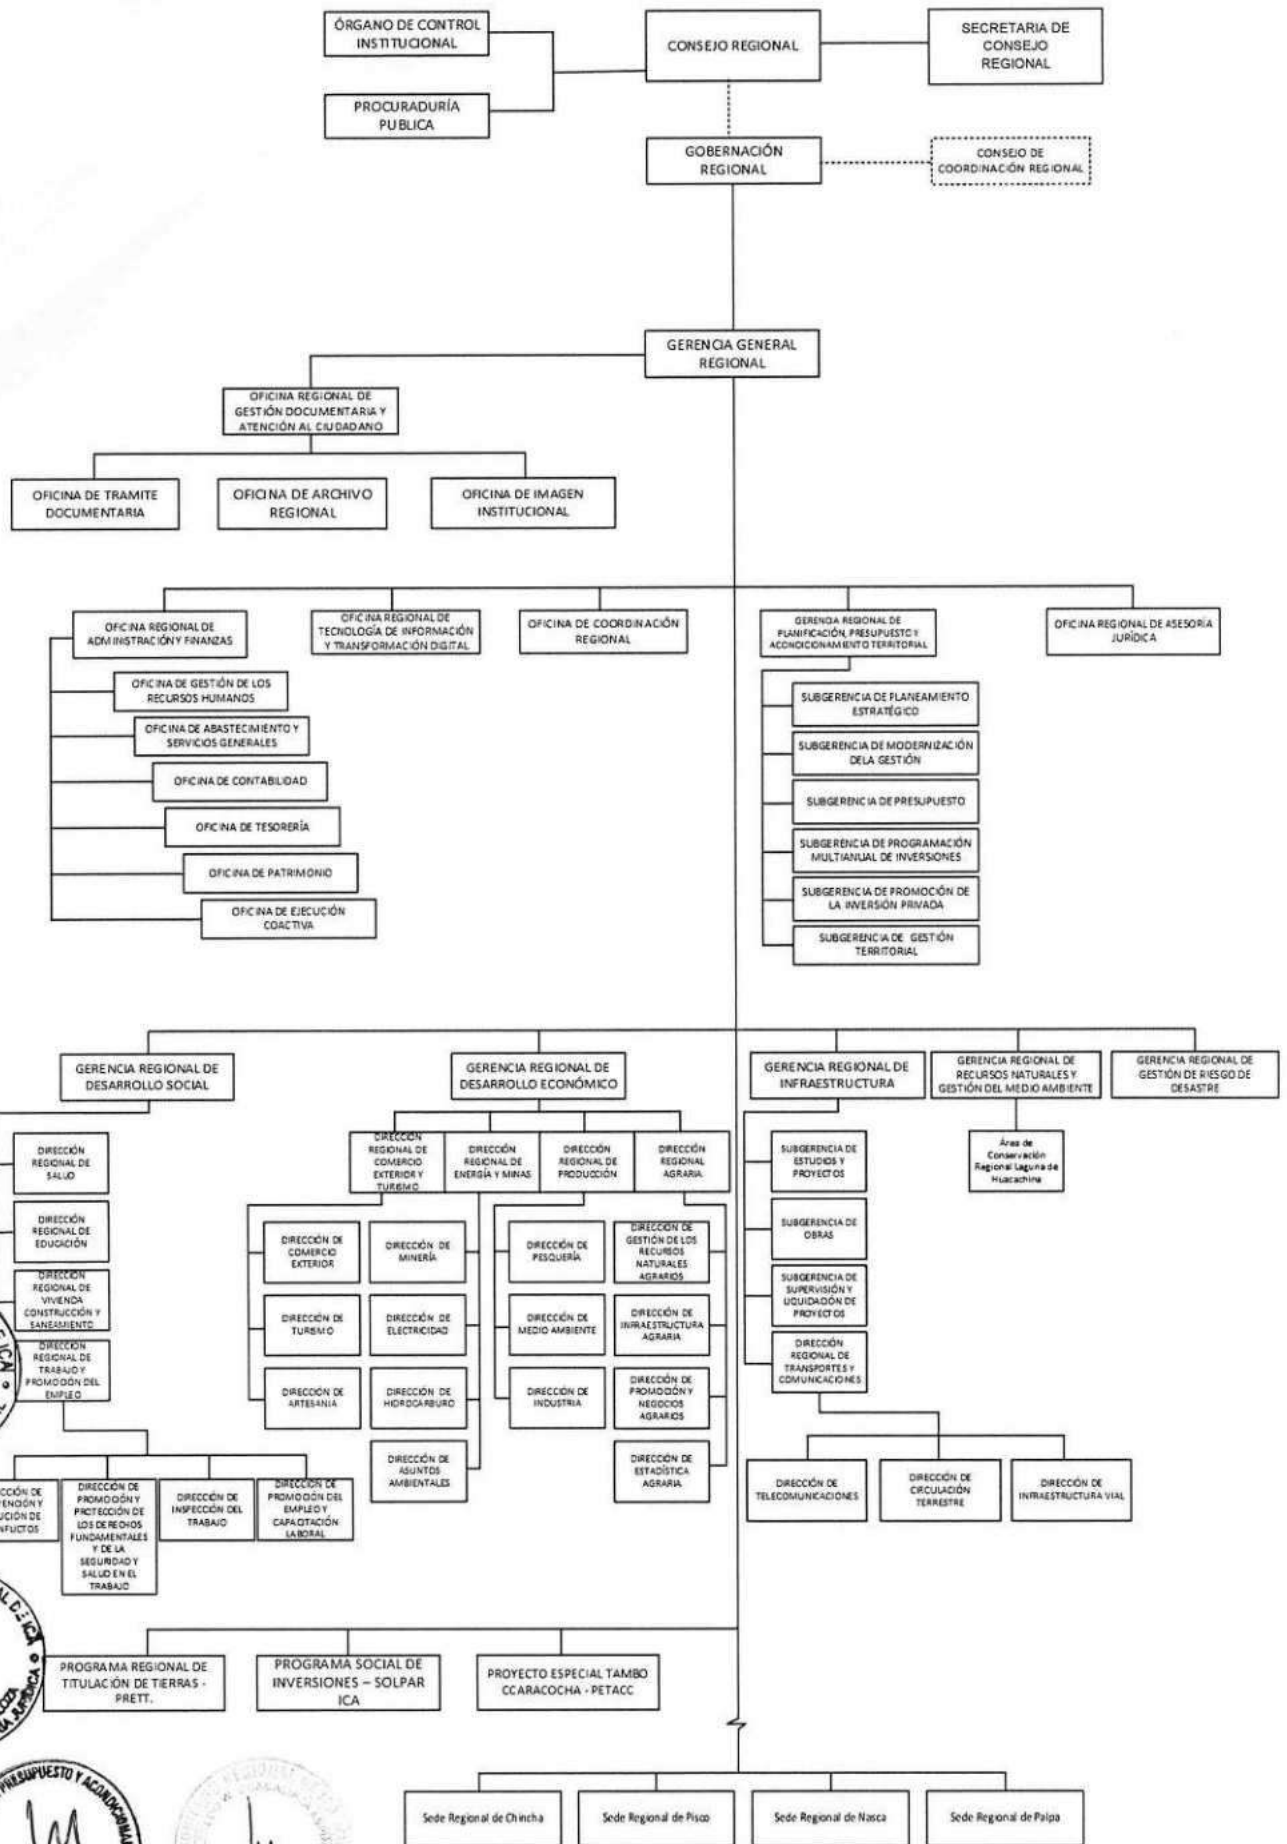 ÓRGANO DE CONTROL
INSTITUCIONAL
CONSEJO REGIONAL
SECRETARIA DE
CONSEJO
REGIONAL
PROCURADURÍA
PUBLICA
GOBERNACIÓN
REGIONAL
CONSEJO DE
COORDINACIÓN REGIONAL
GERENCIA GENERAL
REGIONAL
OFICINA REGIONAL DE
GESTIÓN DOCUMENTARIA Y
ATENCIÓN AL CIUDADANO
OFICINA DE TRAMITE
DOCUMENTARIA
OFICINA DE ARCHIVO
REGIONAL
OFICINA DE IMAGEN
INSTITUCIONAL
OFICINA REGIONAL DE
ADMINISTRACIÓN Y FINANZAS
OFICINA REGIONAL DE
TECNOLOGÍA DE INFORMACIÓN
Y TRANSFORMACIÓN DIGITAL
OFICINA DE COORDINACIÓN
REGIONAL
GERENCIA REGIONAL DE
PLANIFICACIÓN, PRESUPUESTO Y
ACONDICIONAMIENTO TERRITORIAL
OFICINA REGIONAL DE ASESORÍA
JURÍDICA
OFICINA DE GESTIÓN DE LOS
RECURSOS HUMANOS
OFICINA DE ABASTECIMIENTO Y
SERVICIOS GENERALES
OFICINA DE CONTABILIDAD
OFICINA DE TESORERÍA
OFICINA DE PATRIMONIO
OFICINA DE EJECUCIÓN
COACTIVA
SUBGERENCIA DE PLANEAMIENTO
ESTRATÉGICO
SUBGERENCIA DE MODERNIZACIÓN
DELA GESTIÓN
SUBGERENCIA DE PRESUPUESTO
SUBGERENCIA DE PROGRAMACIÓN
MULTIANUAL DE INVERSIONES
SUBGERENCIA DE PROMOCIÓN DE
LA INVERSIÓN PRIVADA
SUBGERENCIA DE GESTIÓN
TERRITORIAL
GERENCIA REGIONAL DE
DESARROLLO SOCIAL
GERENCIA REGIONAL DE
DESARROLLO ECONÓMICO
GERENCIA REGIONAL DE
INFRAESTRUCTURA
GERENCIA REGIONAL DE
RECURSOS NATURALES Y
GESTIÓN DEL MEDIO AMBIENTE
GERENCIA REGIONAL DE
GESTIÓN DE RIESGO DE
DESASTRE
DIRECCIÓN
REGIONAL DE
SALUD
DIRECCIÓN
REGIONAL DE
EDUCACIÓN
DIRECCIÓN
REGIONAL DE
VIVIENDA
CONSTRUCCIÓN Y
SANEAMIENTO
DIRECCIÓN
REGIONAL DE
TRABAJO Y
PROMOCIÓN DEL
EMPLEO
DIRECCIÓN
REGIONAL DE
COMERCIO
EXTERIOR Y
TURISMO
DIRECCIÓN
REGIONAL DE
ENERGÍA Y MINAS
DIRECCIÓN
REGIONAL DE
PRODUCCIÓN
DIRECCIÓN
REGIONAL
AGRARIA
DIRECCIÓN DE
COMERCIO
EXTERIOR
DIRECCIÓN DE
MINERÍA
DIRECCIÓN DE
PESQUERÍA
DIRECCIÓN DE
GESTIÓN DE LOS
RECURSOS
NATURALES
AGRARIOS
DIRECCIÓN DE
TURISMO
DIRECCIÓN DE
ELECTRICIDAD
DIRECCIÓN DE
MEDIO AMBIENTE
DIRECCIÓN DE
INFRAESTRUCTURA
AGRARIA
DIRECCIÓN DE
ARTESANIA
DIRECCIÓN DE
HIDROCARBURO
DIRECCIÓN DE
INDUSTRIA
DIRECCIÓN DE
PROMOCIÓN Y
NEGOCIOS
AGRARIOS
DIRECCIÓN DE
ASUNTOS
AMBIENTALES
DIRECCIÓN DE
ESTADÍSTICA
AGRARIA
SUBGERENCIA DE
ESTUDIOS Y
PROYECTOS
SUBGERENCIA DE
OBRAS
SUBGERENCIA DE
SUPERVISIÓN Y
LIQUIDACIÓN DE
PROYECTOS
DIRECCIÓN
REGIONAL DE
TRANSPORTES Y
COMUNICACIONES
Área de
Conservación
Regional Laguna de
Huacachina
CCIÓN DE
ENCIÓN Y
UCIÓN DE
NFLICTOS
DIRECCIÓN DE
PROMOCIÓN Y
PROTECCIÓN DE
LOS DERECHOS
FUNDAMENTALES
Y DE LA
SEGURIDAD Y
SALUD EN EL
TRABAJO
DIRECCIÓN DE
INSPECCIÓN DEL
TRABAJO
DIRECCIÓN DE
PROMOCIÓN DEL
EMPLEO Y
CAPACITACIÓN
LABORAL
DIRECCIÓN DE
TELECOMUNICACIONES
DIRECCIÓN DE
CIRCULACIÓN
TERRESTRE
DIRECCIÓN DE
INFRAESTRUCTURA VIAL
PROGRAMA REGIONAL DE
TITULACIÓN DE TIERRAS -
PRETT.
PROGRAMA SOCIAL DE
INVERSIONES – SOLPAR
ICA
PROYECTO ESPECIAL TAMBO
CCARACOCHA - PETACC
Sede Regional de Chincha
Sede Regional de Pisco
Sede Regional de Nasca
Sede Regional de Palpa